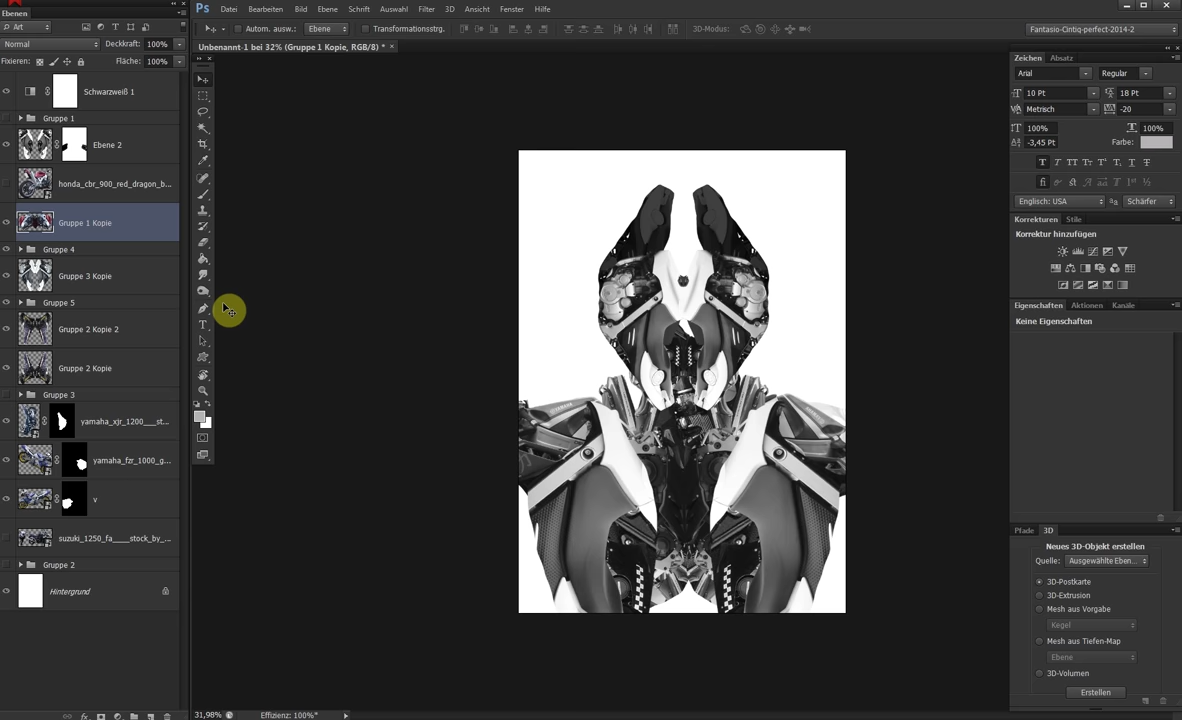 Ebenen
Art
Normal
Deckkraft: 100%
Fixieren:
Fläche: 100%
Schwarzweiß 1
Gruppe 1
Ebene 2
honda_cbr_900_red_dragon_b...
Gruppe 1 Kopie
Gruppe 4
Gruppe 3 Kopie
Gruppe 5
Gruppe 2 Kopie 2
Gruppe 2 Kopie
Gruppe 3
yamaha_xjr_1200___st...
yamaha_fzr_1000_g...
v
suzuki_1250_fa____stock_by_...
Gruppe 2
Hintergrund
fx
Ps
Datei Bearbeiten Bild Ebene Schrift Auswahl Filter 3D Ansicht Fenster Hilfe
Autom. ausw.: Ebene Transformationsstrg. 3D-Modus: Fantasio-Cintiq-perfect-2014-2
Unbenannt-1 bei 32% (Gruppe 1 Kopie, RGB/8) *
31,98% Effizienz: 100%*
Zeichen Absatz
Arial Regular
10 Pt 18 Pt
Metrisch -20
100% 100%
-3,45 Pt Farbe:
Englisch: USA Schärfer
Korrekturen Stile
Korrektur hinzufügen
Eigenschaften Aktionen Kanäle
Keine Eigenschaften
Pfade 3D
Neues 3D-Objekt erstellen
Quelle: Ausgewählte Eben...
3D-Postkarte
3D-Extrusion
Mesh aus Vorgabe
Kegel
Mesh aus Tiefen-Map
Ebene
3D-Volumen
Erstellen